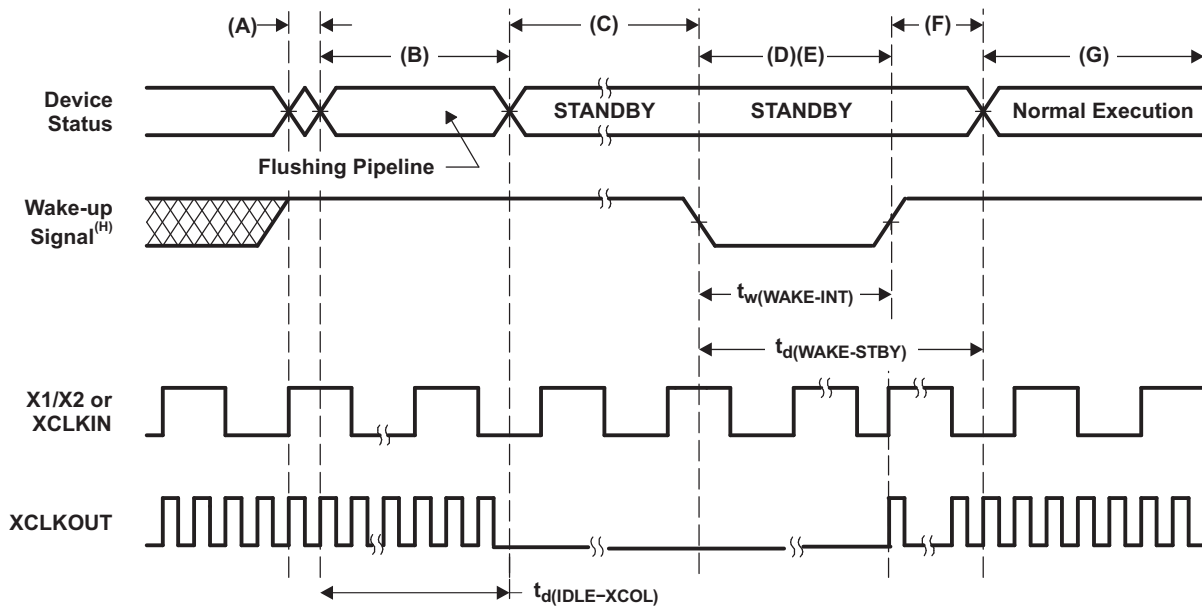 (A)
(C)
(F)
(B)
(D)(E)
(G)
Device
Status
STANDBY
STANDBY
Normal Execution
Flushing Pipeline
Wake-up
Signal(H)
tw(WAKE-INT)
td(WAKE-STBY)
X1/X2 or
XCLKIN
XCLKOUT
td(IDLE−XCOL)